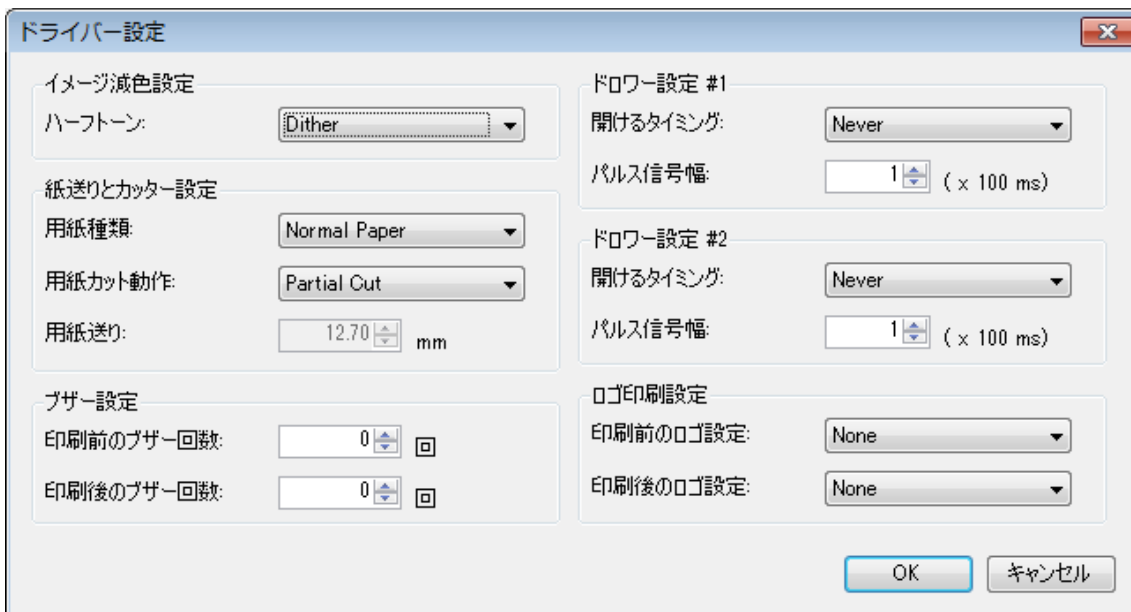 ドライバー設定
イメージ減色設定
ハーフトーン: Dither
紙送りとカッター設定
用紙種類: Normal Paper
用紙カット動作: Partial Cut
用紙送り: 12.70 mm
ブザー設定
印刷前のブザー回数: 0 回
印刷後のブザー回数: 0 回
ドロワー設定 #1
開けるタイミング: Never
パルス信号幅: 1 ( x 100 ms)
ドロワー設定 #2
開けるタイミング: Never
パルス信号幅: 1 ( x 100 ms)
ロゴ印刷設定
印刷前のロゴ設定: None
印刷後のロゴ設定: None
OK キャンセル